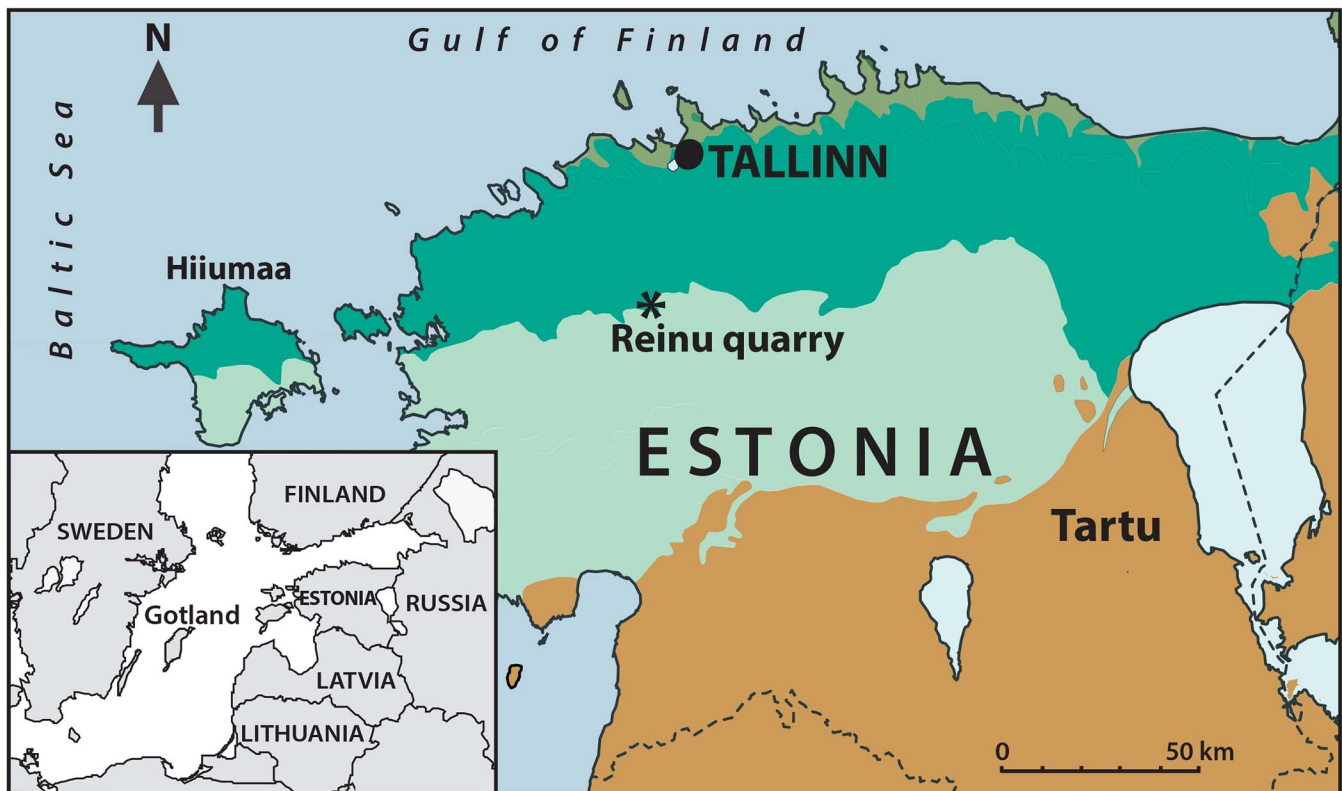 N
Gulf of Finland
Baltic Sea
TALLINN
Hiiumaa
*
Reinu quarry
ESTONIA
Tartu
FINLAND
SWEDEN
ESTONIA
RUSSIA
Gotland
LATVIA
LITHUANIA
0 50 km